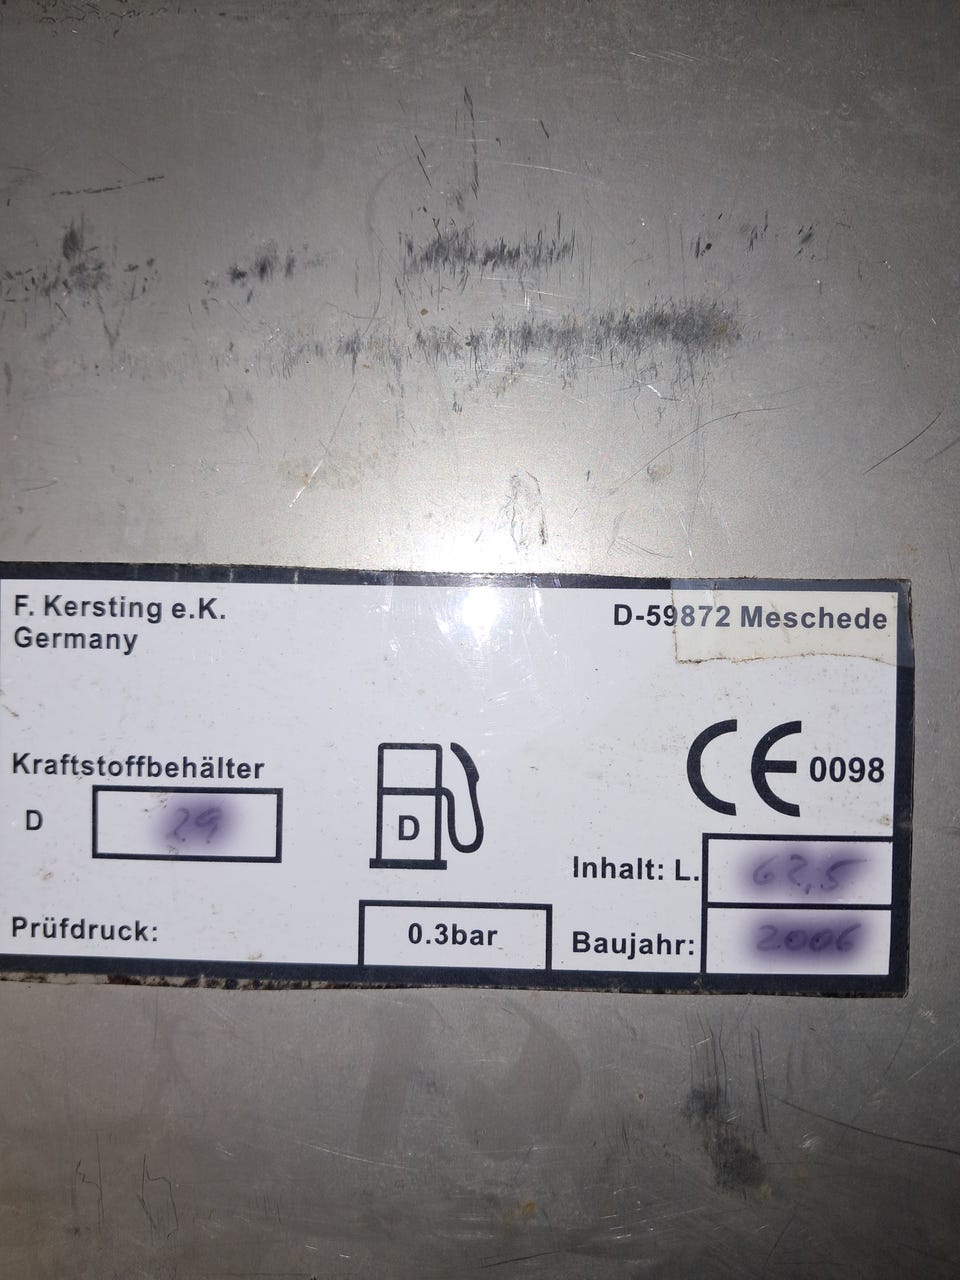 F. Kersting e.K.
Germany
D-59872 Meschede
Kraftstoffbehälter
D 29
D
CE 0098
Inhalt: L. 62,5
Prüfdruck: 0.3bar
Baujahr: 2006